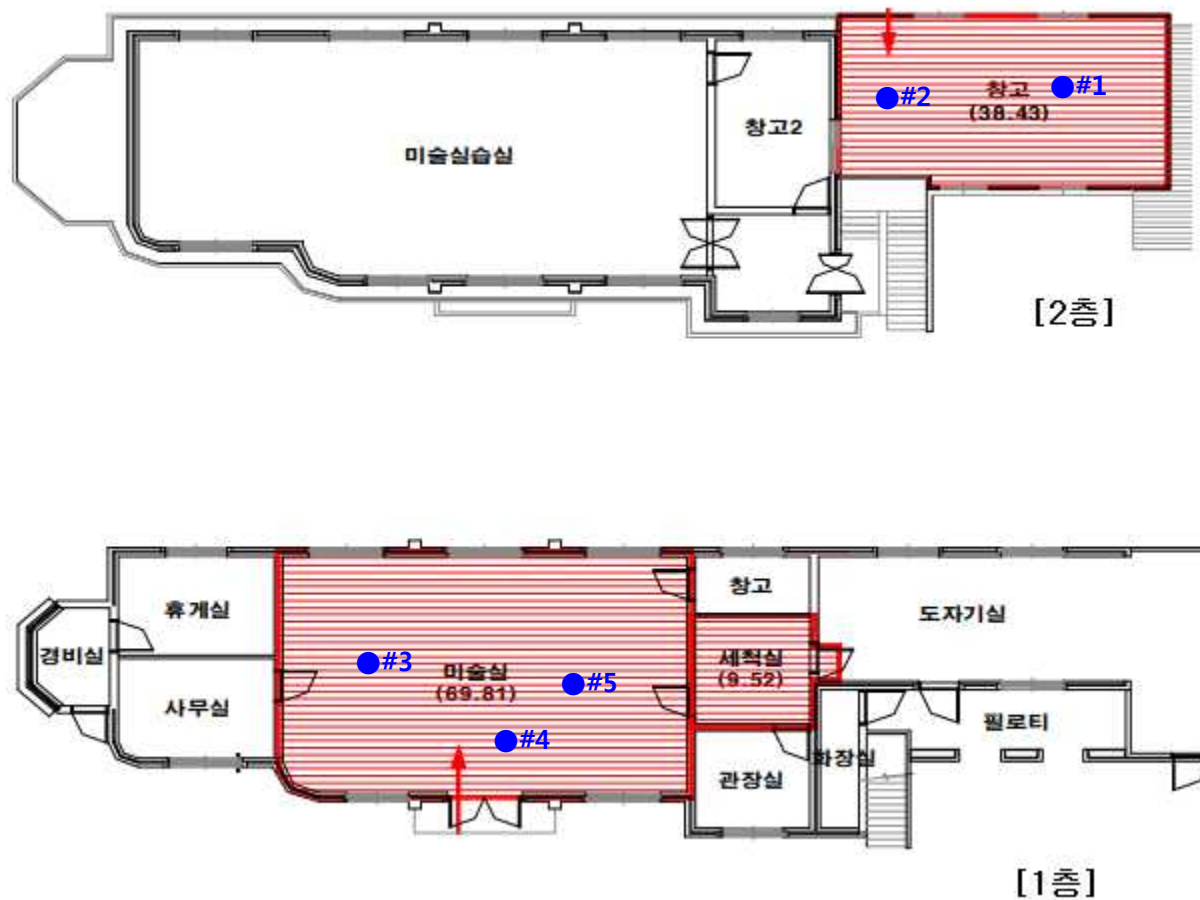 창고
(38.43)
#1
#2
창고2
미술실습실
[2층]
휴게실
창고
도자기실
경비실
#3
미술실
(69.81)
#5
세척실
(9.52)
사무실
필로티
#4
화장실
관장실
[1층]